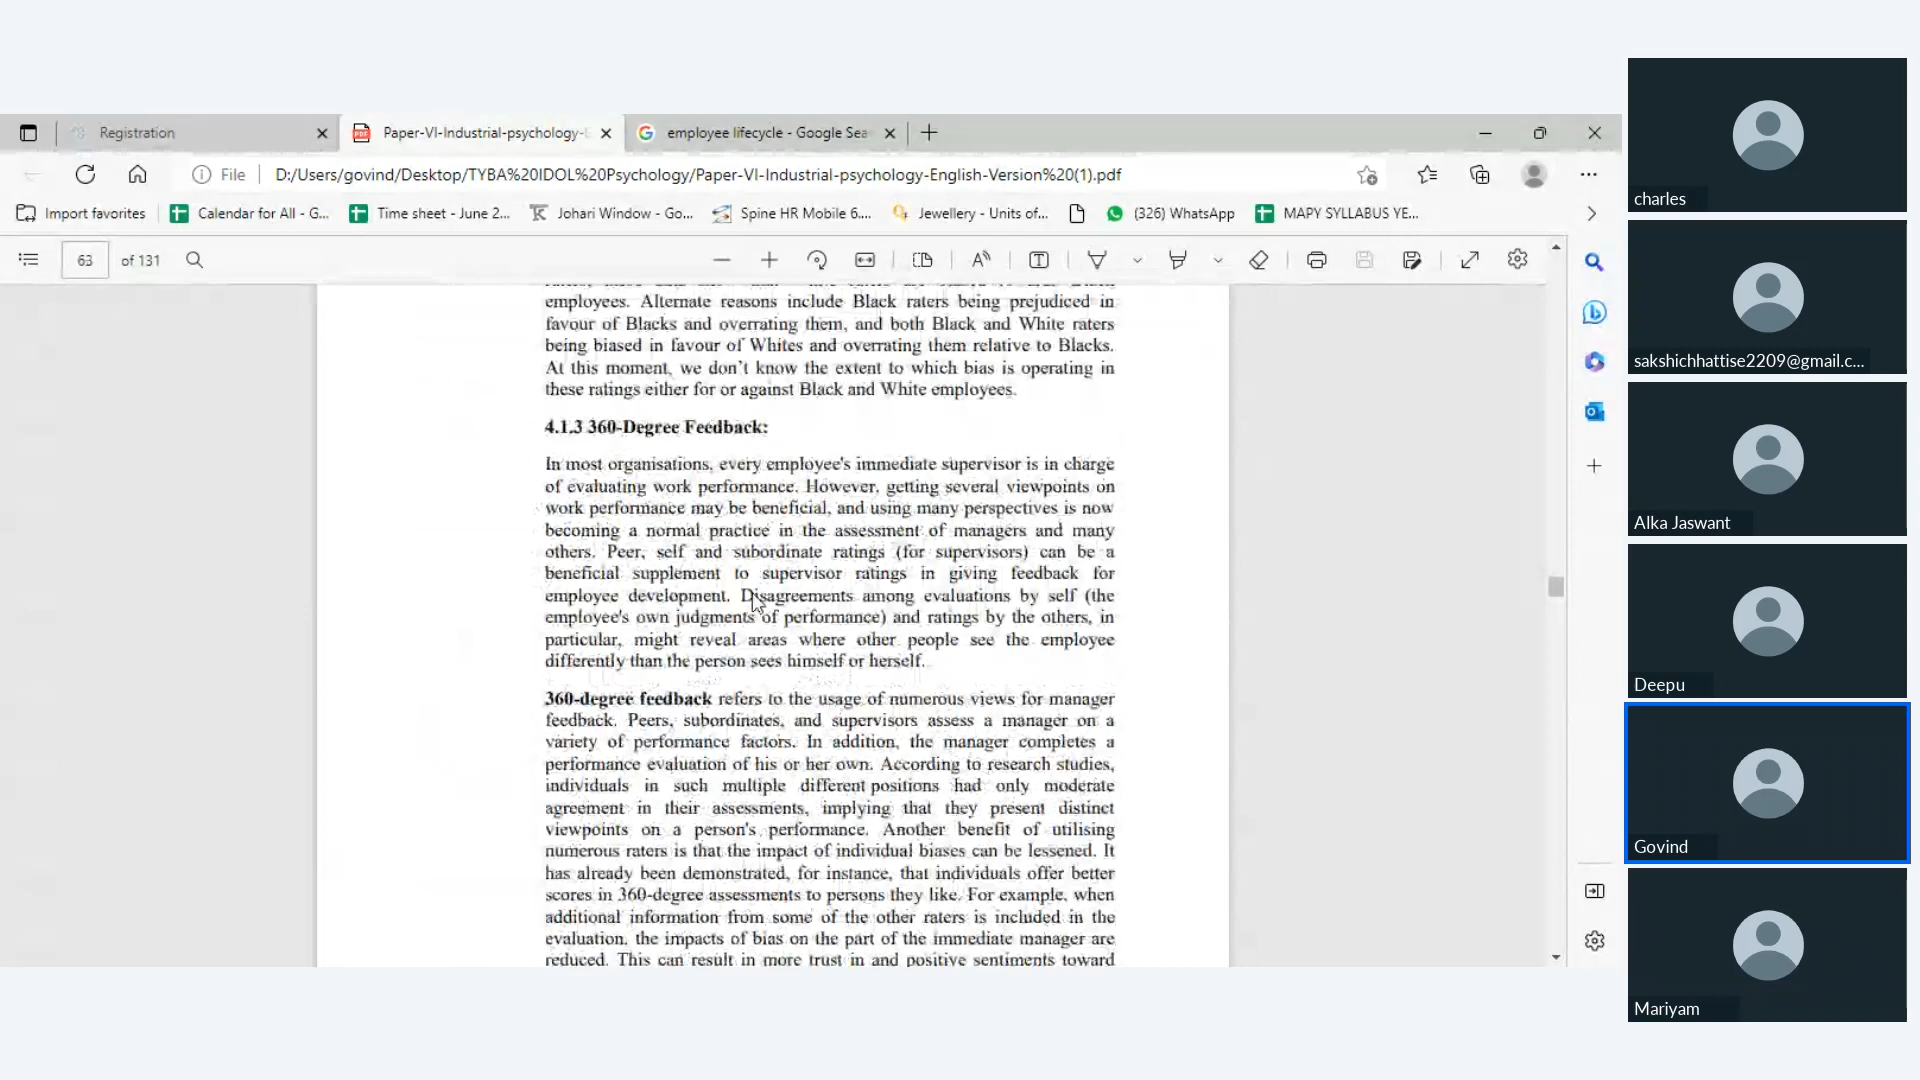 Registration
Paper-VI-Industrial-psychology-
employee lifecycle - Google Sea
File
D:/Users/govind/Desktop/TYBA%20IDOL%20Psychology/Paper-VI-Industrial-psychology-English-Version%20(1).pdf
Import favorites
Calendar for All - G...
Time sheet - June 2...
Johari Window - Go...
Spine HR Mobile 6....
Jewellery - Units of...
(326) WhatsApp
MAPY SYLLABUS YE...
63 of 131
employees. Alternate reasons include Black raters being prejudiced in
favour of Blacks and overrating them, and both Black and White raters
being biased in favour of Whites and overrating them relative to Blacks.
At this moment, we don't know the extent to which bias is operating in
these ratings either for or against Black and White employees.
4.1.3 360-Degree Feedback:
In most organisations, every employee's immediate supervisor is in charge
of evaluating work performance. However, getting several viewpoints on
work performance may be beneficial, and using many perspectives is now
becoming a normal practice in the assessment of managers and many
others. Peer, self and subordinate ratings (for supervisors) can be a
beneficial supplement to supervisor ratings in giving feedback for
employee development. Disagreements among evaluations by self (the
employee's own judgments of performance) and ratings by the others, in
particular, might reveal areas where other people see the employee
differently than the person sees himself or herself.
360-degree feedback refers to the usage of numerous views for manager
feedback. Peers, subordinates, and supervisors assess a manager on a
variety of performance factors. In addition, the manager completes a
performance evaluation of his or her own. According to research studies,
individuals in such multiple different positions had only moderate
agreement in their assessments, implying that they present distinct
viewpoints on a person's performance. Another benefit of utilising
numerous raters is that the impact of individual biases can be lessened. It
has already been demonstrated, for instance, that individuals offer better
scores in 360-degree assessments to persons they like. For example, when
additional information from some of the other raters is included in the
evaluation, the impacts of bias on the part of the immediate manager are
reduced. This can result in more trust in and positive sentiments toward
charles
sakshichhattise2209@gmail.c...
Alka Jaswant
Deepu
Govind
Mariyam